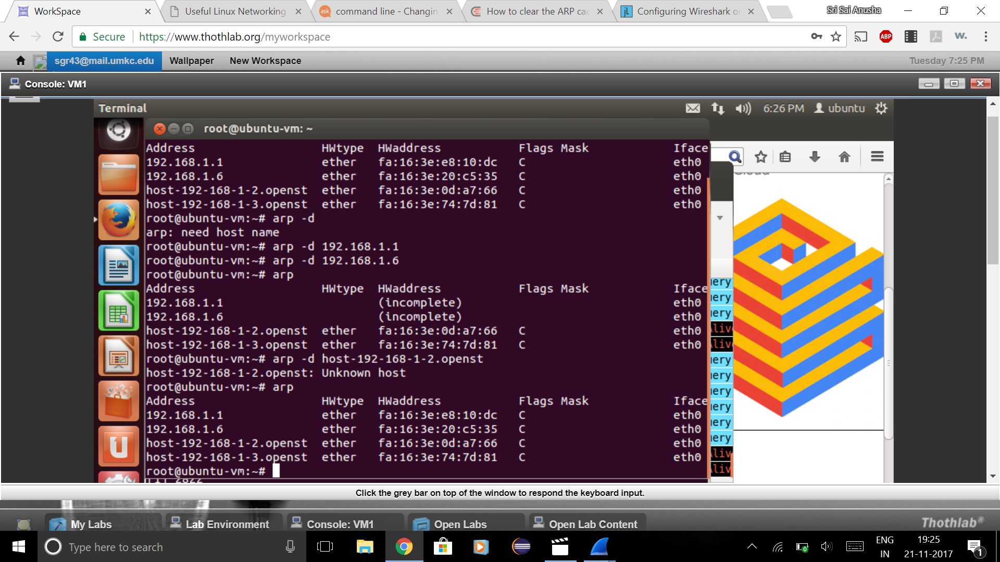 WorkSpace
Useful Linux Networking
command line - Changin
How to clear the ARP cac
Configuring Wireshark or
Sri Sai Anusha
Secure
https://www.thothlab.org/myworkspace
ABP
W.
sgr43@mail.umkc.edu
Wallpaper
New Workspace
Tuesday 7:25 PM
Console: VM1
Terminal
6:26 PM
ubuntu
root@ubuntu-vm: ~
Address HWtype HWaddress Flags Mask Iface
192.168.1.1 ether fa:16:3e:e8:10:dc C eth0
192.168.1.6 ether fa:16:3e:20:c5:35 C eth0
host-192-168-1-2.openst ether fa:16:3e:0d:a7:66 C eth0
host-192-168-1-3.openst ether fa:16:3e:74:7d:81 C eth0
root@ubuntu-vm:~# arp -d
arp: need host name
root@ubuntu-vm:~# arp -d 192.168.1.1
root@ubuntu-vm:~# arp -d 192.168.1.6
root@ubuntu-vm:~# arp
Address HWtype HWaddress Flags Mask Iface
192.168.1.1 (incomplete) eth0
192.168.1.6 (incomplete) eth0
host-192-168-1-2.openst ether fa:16:3e:0d:a7:66 C eth0
host-192-168-1-3.openst ether fa:16:3e:74:7d:81 C eth0
root@ubuntu-vm:~# arp -d host-192-168-1-2.openst
host-192-168-1-2.openst: Unknown host
root@ubuntu-vm:~# arp
Address HWtype HWaddress Flags Mask Iface
192.168.1.1 ether fa:16:3e:e8:10:dc C eth0
192.168.1.6 ether fa:16:3e:20:c5:35 C eth0
host-192-168-1-2.openst ether fa:16:3e:0d:a7:66 C eth0
host-192-168-1-3.openst ether fa:16:3e:74:7d:81 C eth0
root@ubuntu-vm:~#
Click the grey bar on top of the window to respond the keyboard input.
My Labs
Lab Environment
Console: VM1
Open Labs
Open Lab Content
Thothlab®
Type here to search
ENG
IN
19:25
21-11-2017
1